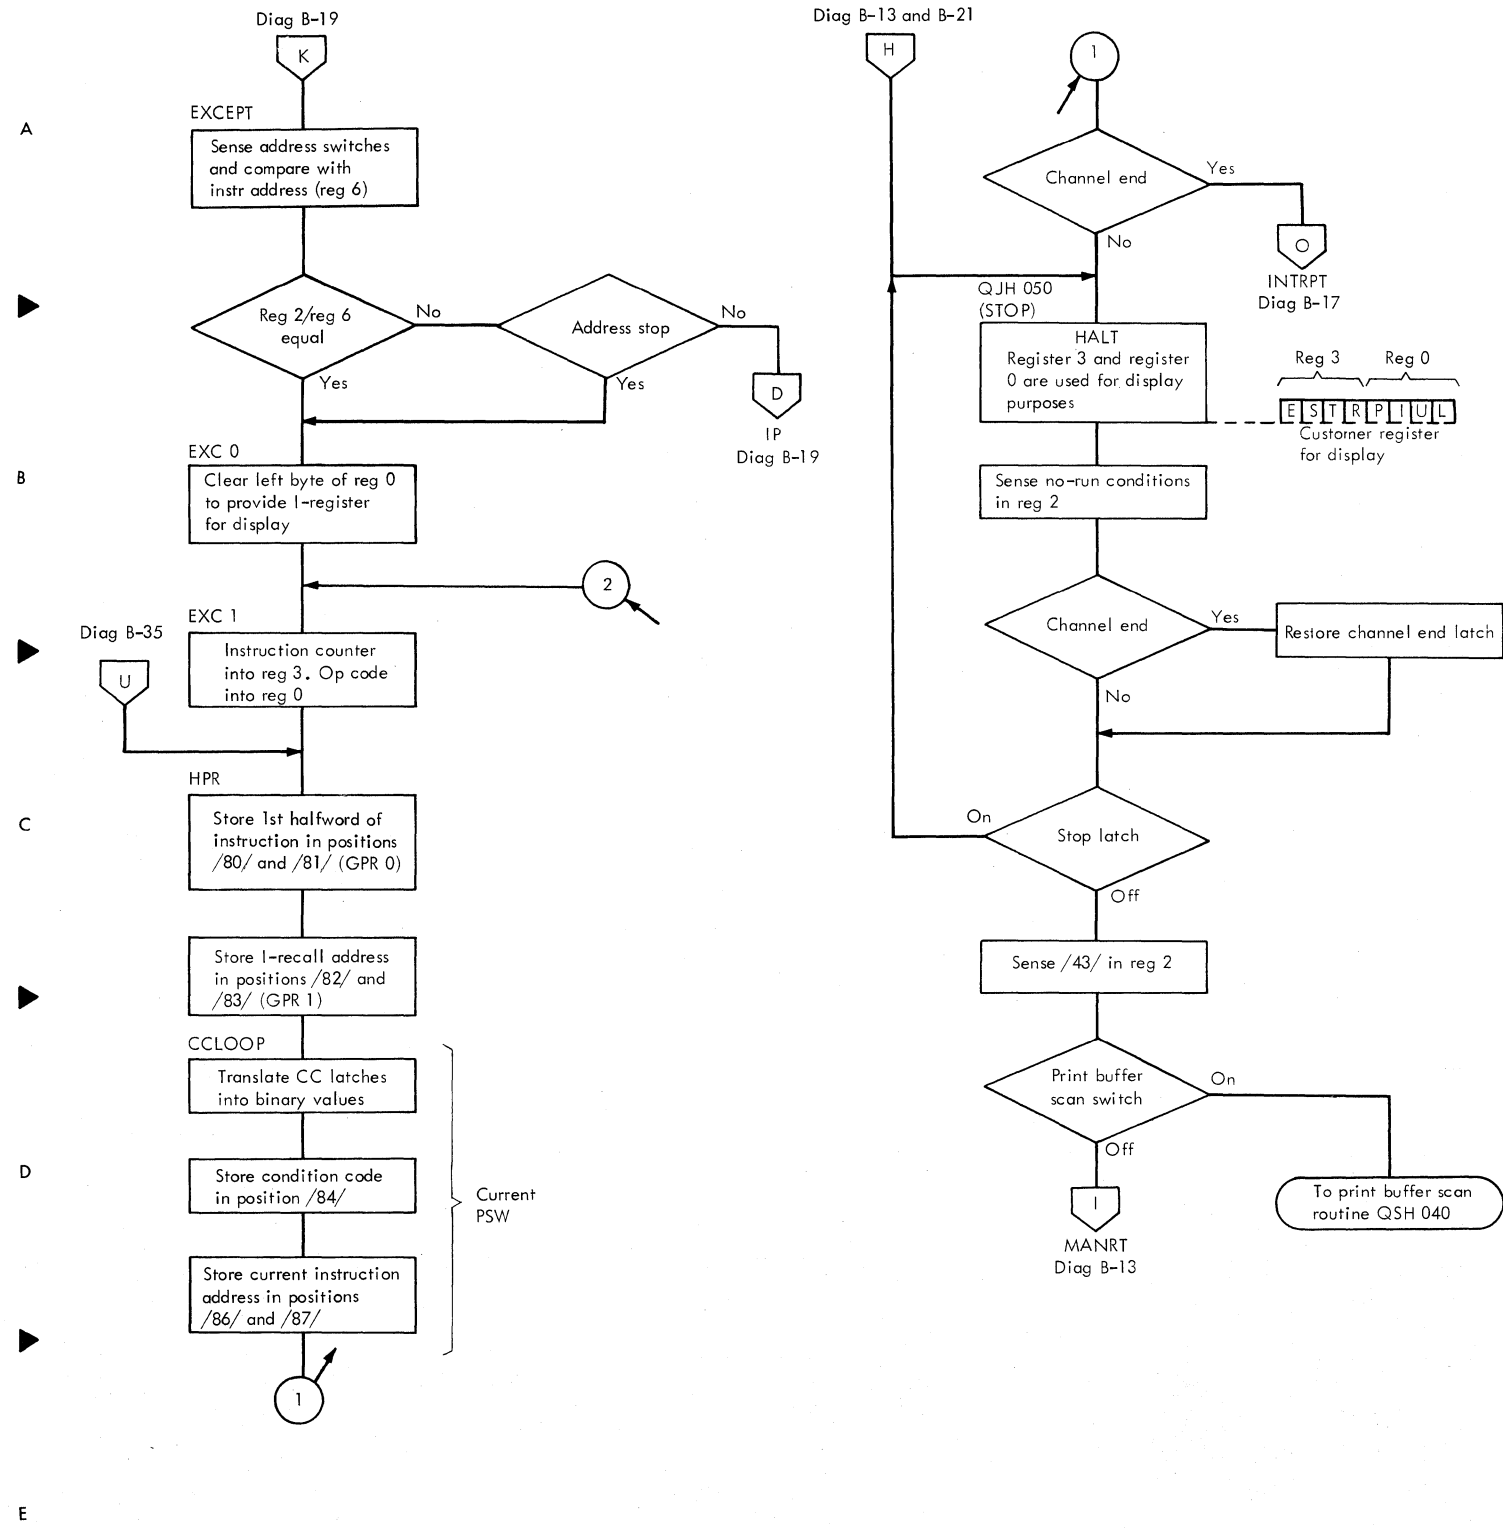 Diag B-19
K
A
EXCEPT
Sense address switches
and compare with
instr address (reg 6)
Reg 2/reg 6
equal
No
Yes
Address stop
No
Yes
D
IP
Diag B-19
B
EXC 0
Clear left byte of reg 0
to provide I-register
for display
2
EXC 1
Diag B-35
U
Instruction counter
into reg 3. Op code
into reg 0
HPR
C
Store 1st halfword of
instruction in positions
/80/ and /81/ (GPR 0)
Store I-recall address
in positions /82/ and
/83/ (GPR 1)
CCLOOP
Translate CC latches
into binary values
D
Store condition code
in position /84/
Current
PSW
Store current instruction
address in positions
/86/ and /87/
1
E
Diag B-13 and B-21
H
1
Channel end
Yes
No
O
INTRPT
Diag B-17
QJH 050
(STOP)
HALT
Register 3 and register
0 are used for display
purposes
Reg 3 Reg 0
E S T R P I U L
Customer register
for display
Sense no-run conditions
in reg 2
Channel end
Yes
Restore channel end latch
No
On
Stop latch
Off
Sense /43/ in reg 2
Print buffer
scan switch
On
Off
To print buffer scan
routine QSH 040
I
MANRT
Diag B-13